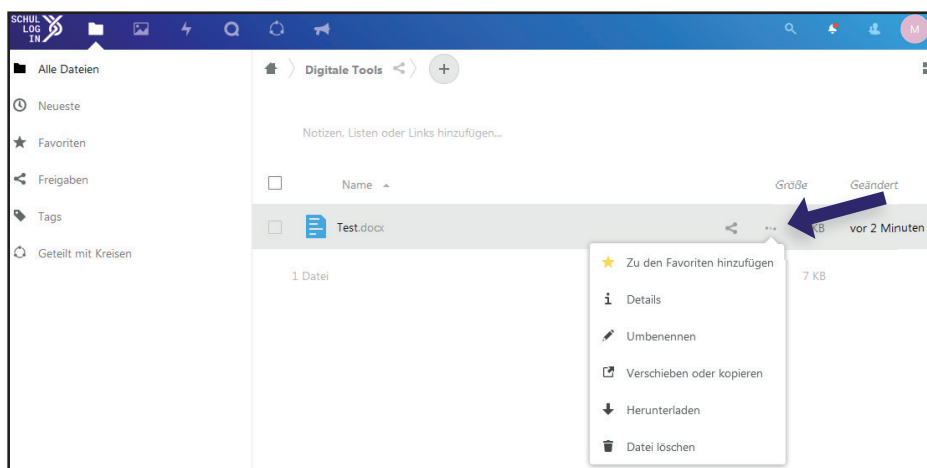 SCHUL
LOG
IN
M
Alle Dateien
Neueste
Favoriten
Freigaben
Tags
Geteilt mit Kreisen
Digitale Tools
+
Notizen, Listen oder Links hinzufügen...
Name Größe Geändert
Test.docx KB vor 2 Minuten
1 Datei 7 KB
Zu den Favoriten hinzufügen
Details
Umbenennen
Verschieben oder kopieren
Herunterladen
Datei löschen